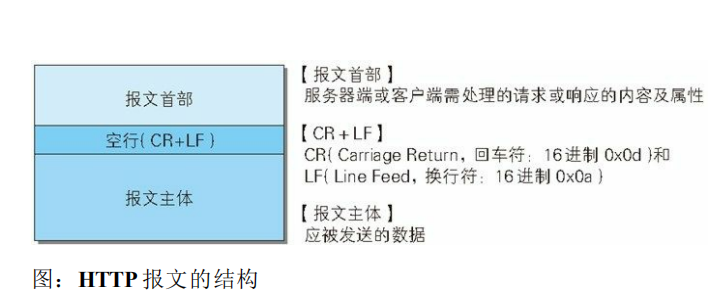 报文首部
空行( CR+LF )
报文主体
【 报文首部 】
服务器端或客户端需处理的请求或响应的内容及属性
【 CR + LF 】
CR( Carriage Return，回车符：16进制 0x0d )和
LF( Line Feed，换行符：16进制 0x0a )
【 报文主体 】
应被发送的数据
图：HTTP 报文的结构